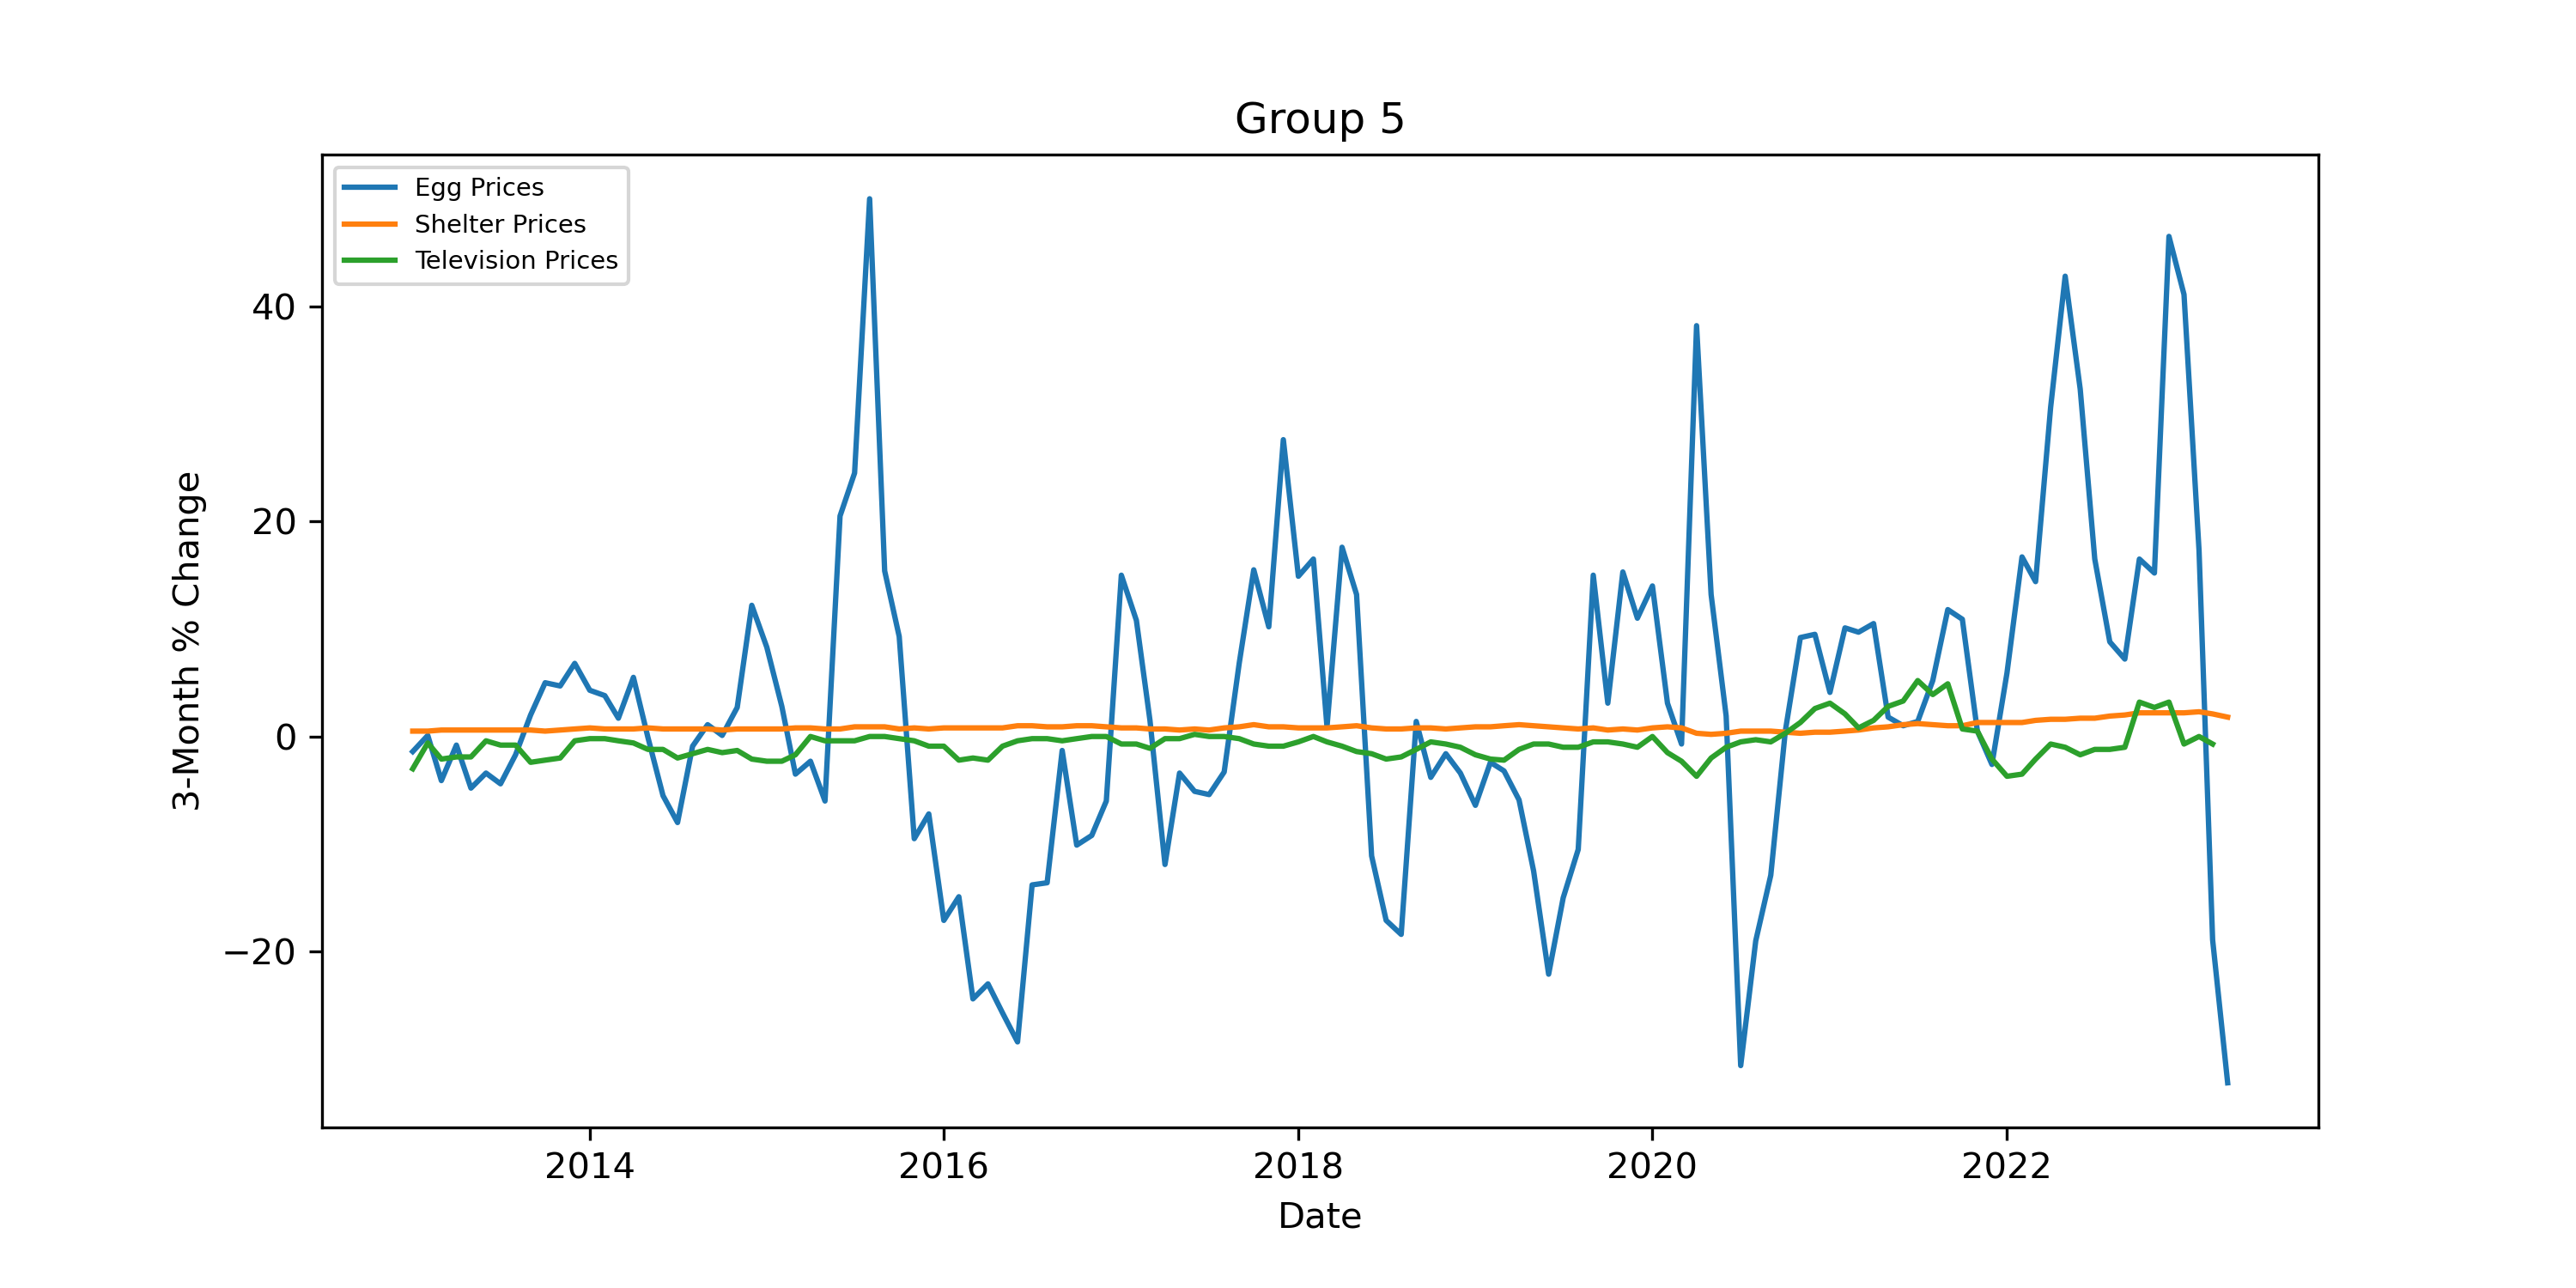 Group 5
Egg Prices
Shelter Prices
Television Prices
3-Month % Change
40
20
0
−20
2014 2016 2018 2020 2022
Date